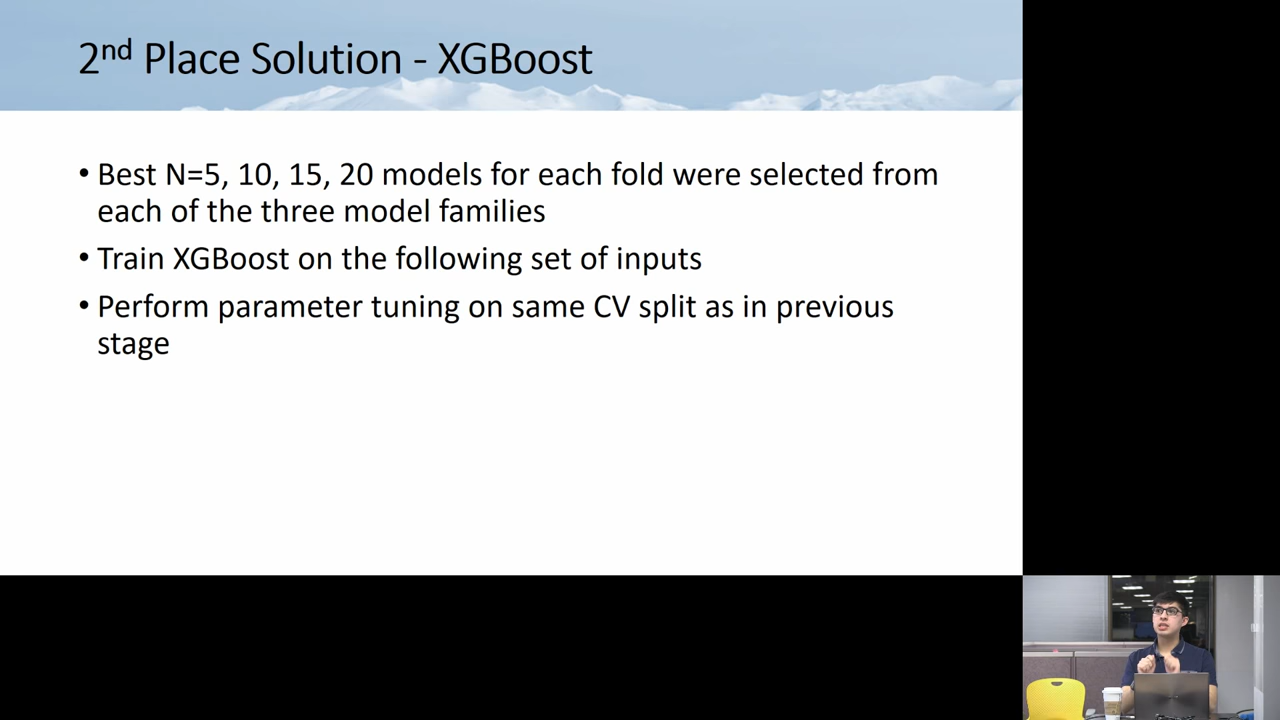 2nd Place Solution - XGBoost
• Best N=5, 10, 15, 20 models for each fold were selected from
each of the three model families
• Train XGBoost on the following set of inputs
• Perform parameter tuning on same CV split as in previous
stage